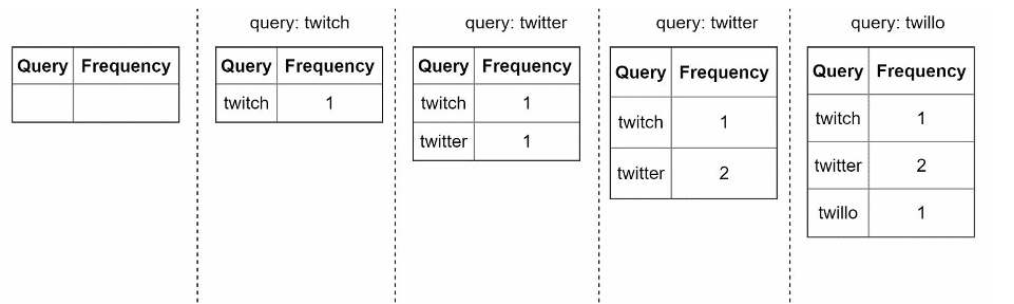 query: twitch
query: twitter
query: twitter
query: twillo
Query Frequency
Query Frequency
twitch 1
Query Frequency
twitch 1
twitter 1
Query Frequency
twitch 1
twitter 2
Query Frequency
twitch 1
twitter 2
twillo 1